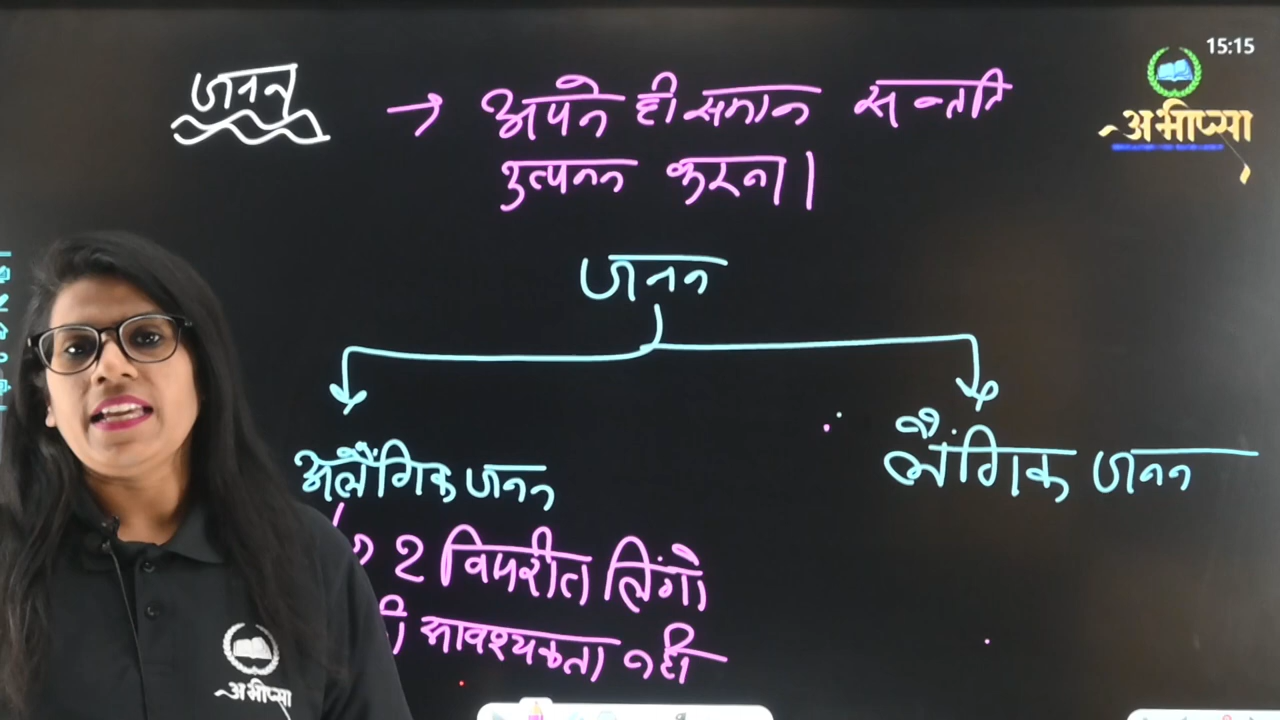 15:15
अभीप्सा
जनन → अपने ही समान सन्तति
उत्पन्न करना।
जनन
अलैंगिक जनन
लैंगिक जनन
2 विपरीत लिंगो
की आवश्यकता नही
अभीप्सा